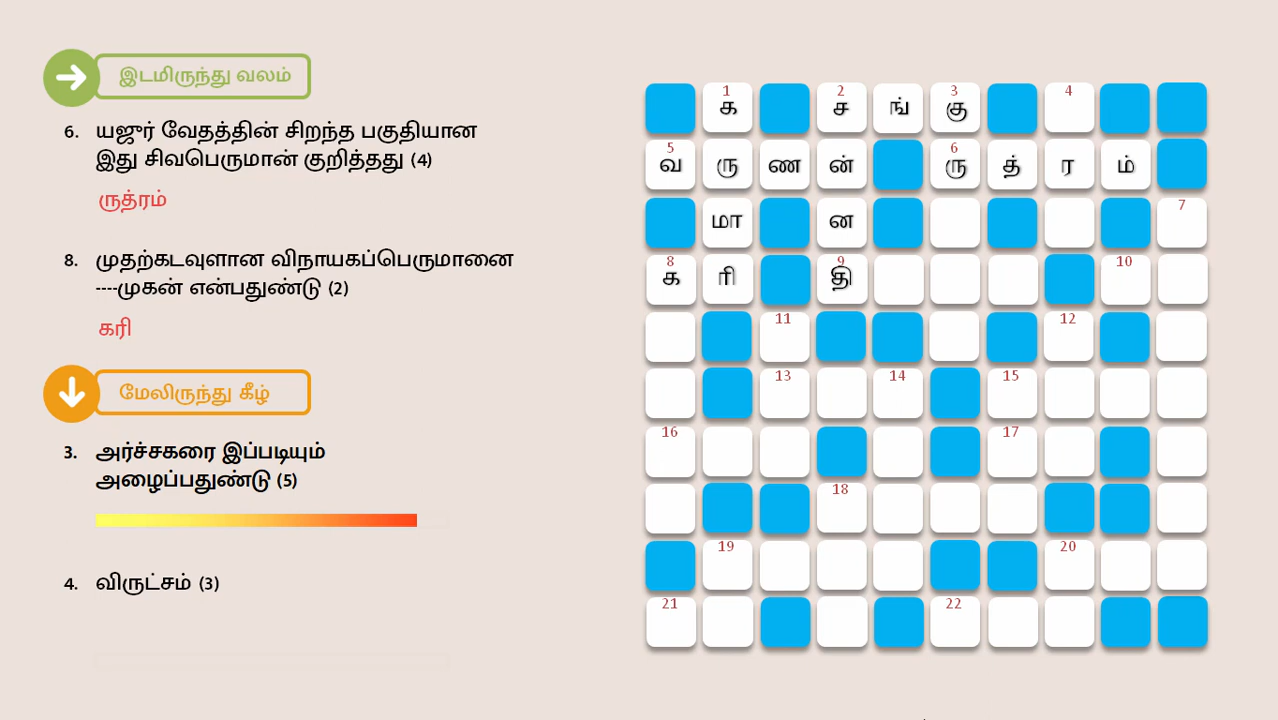 இடமிருந்து வலம்
6. யஜுர் வேதத்தின் சிறந்த பகுதியான
இது சிவபெருமான் குறித்தது (4)
ருத்ரம்
8. முதற்கடவுளான விநாயகப்பெருமானை
----முகன் என்பதுண்டு (2)
கரி
மேலிருந்து கீழ்
3. அர்ச்சகரை இப்படியும்
அழைப்பதுண்டு (5)
4. விருட்சம் (3)
1 2 3 4
க ச ங் கு
5 6
வ ரு ண ன் ரு த் ர ம்
7
மா ன
8 9 10
க ரி தி
11 12
13 14 15
16 17
18
19 20
21 22